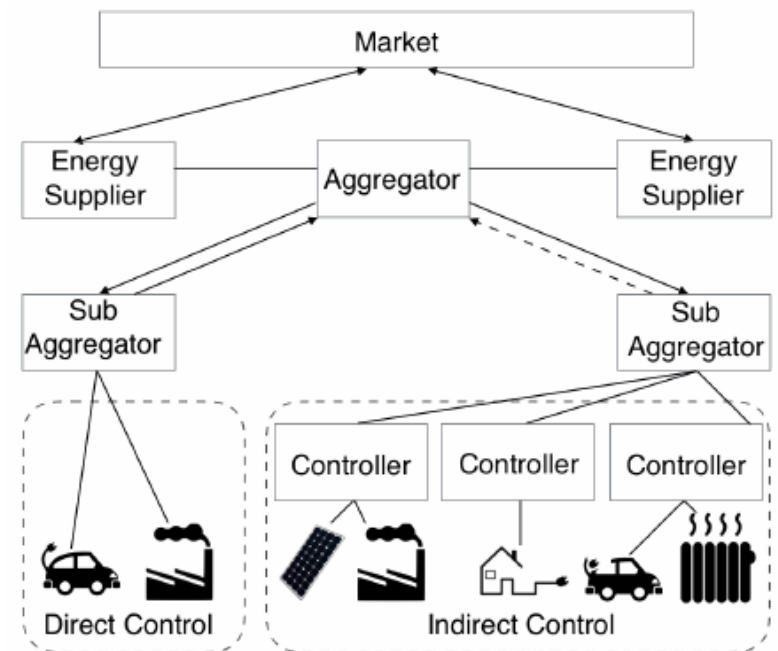 Market
Energy
Supplier
Aggregator
Energy
Supplier
Sub
Aggregator
Sub
Aggregator
Controller
Controller
Controller
Direct Control
Indirect Control